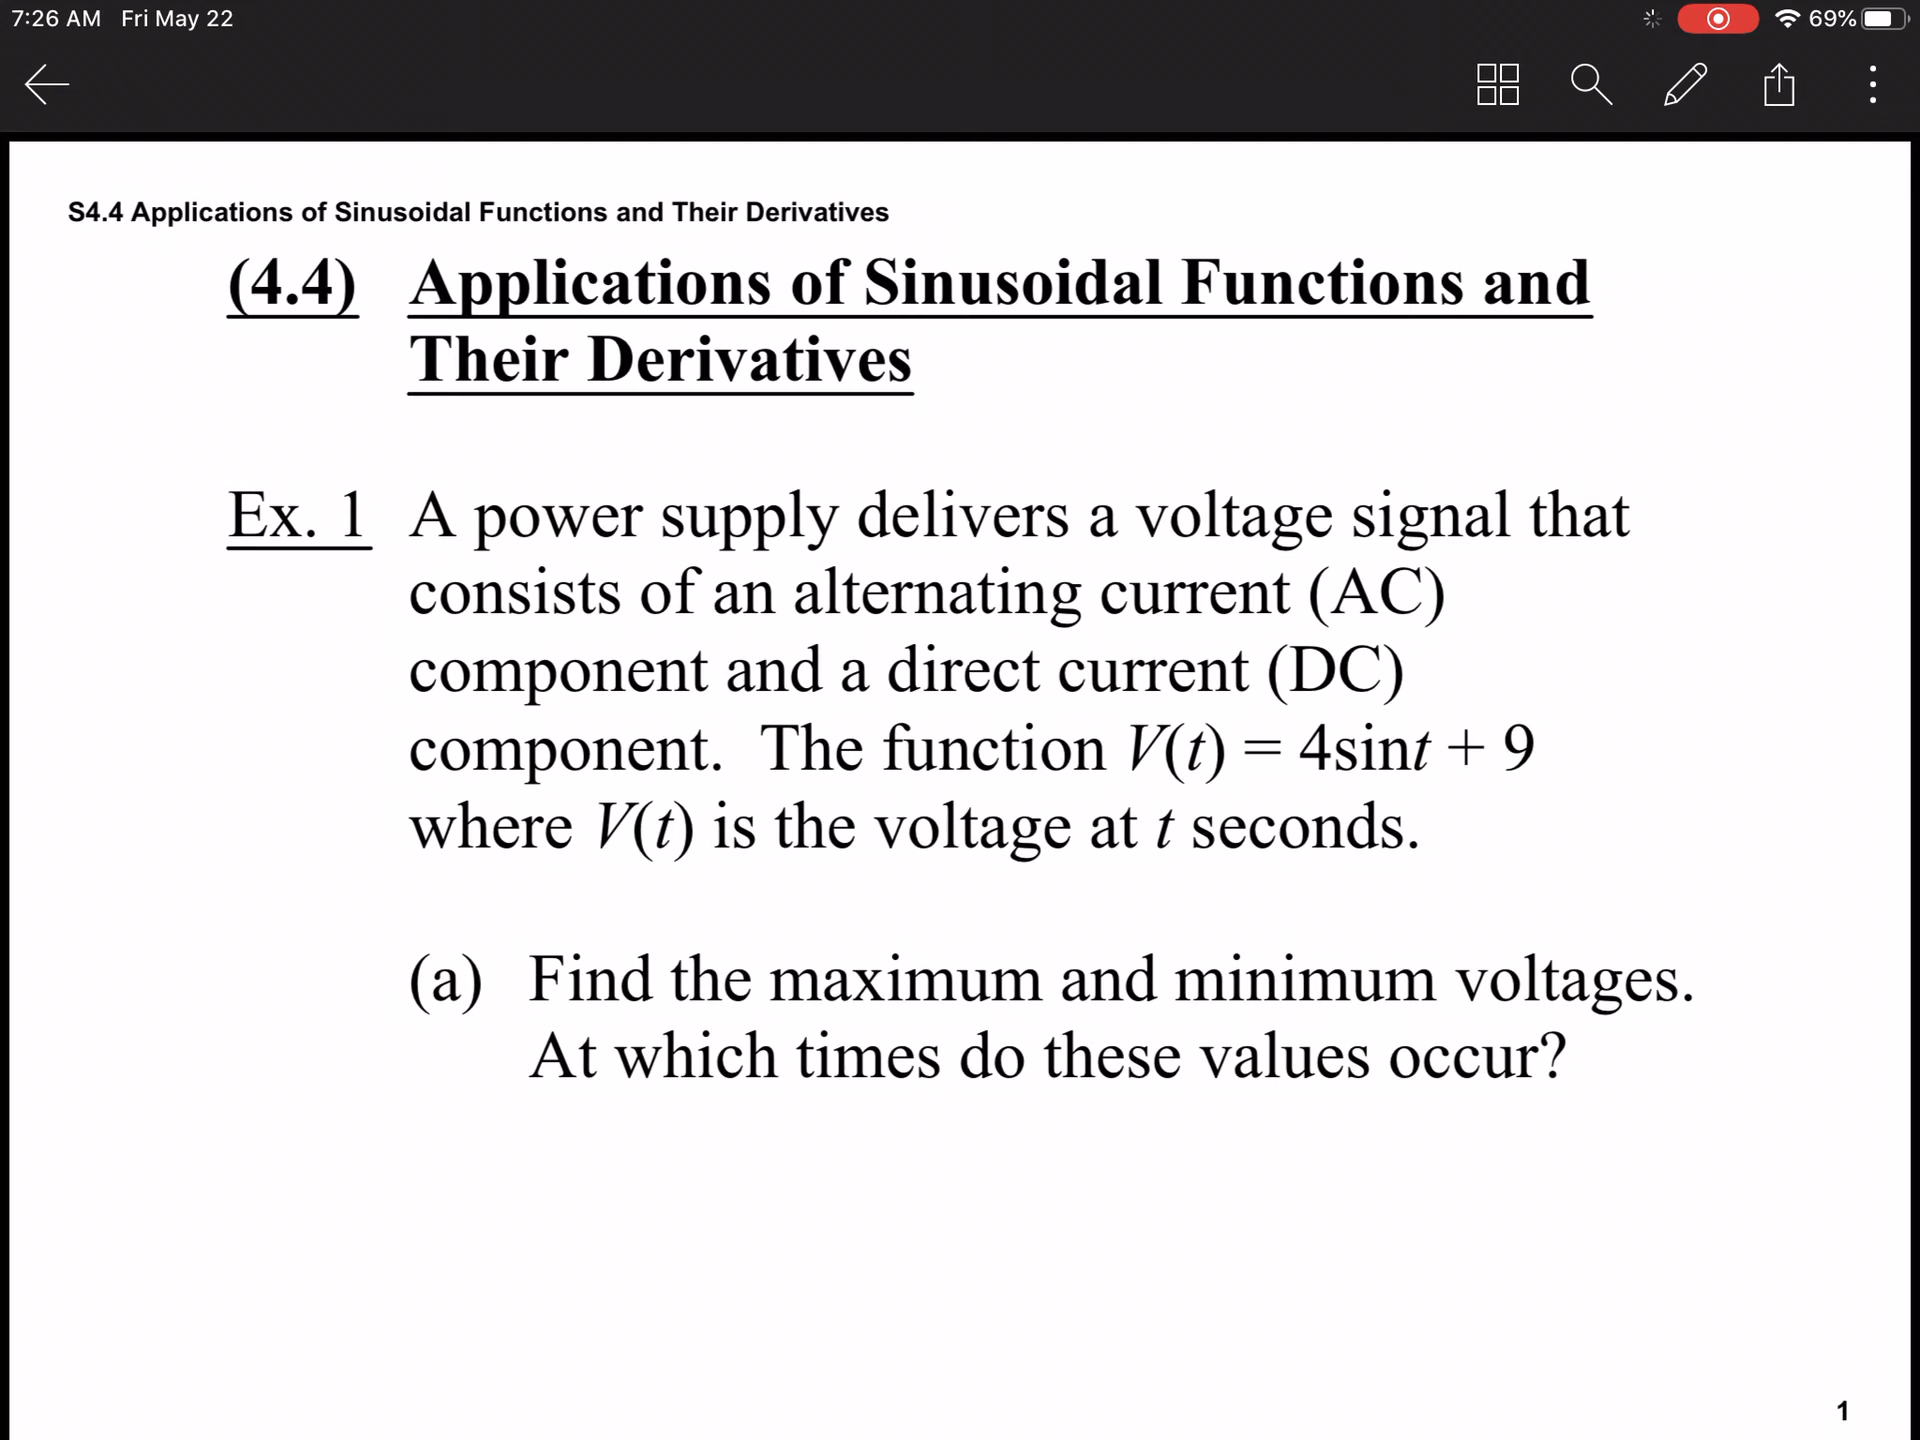 7:26 AM Fri May 22
69%
S4.4 Applications of Sinusoidal Functions and Their Derivatives
(4.4) Applications of Sinusoidal Functions and
Their Derivatives
Ex. 1 A power supply delivers a voltage signal that
consists of an alternating current (AC)
component and a direct current (DC)
component. The function V(t) = 4sint + 9
where V(t) is the voltage at t seconds.
(a) Find the maximum and minimum voltages.
At which times do these values occur?
1